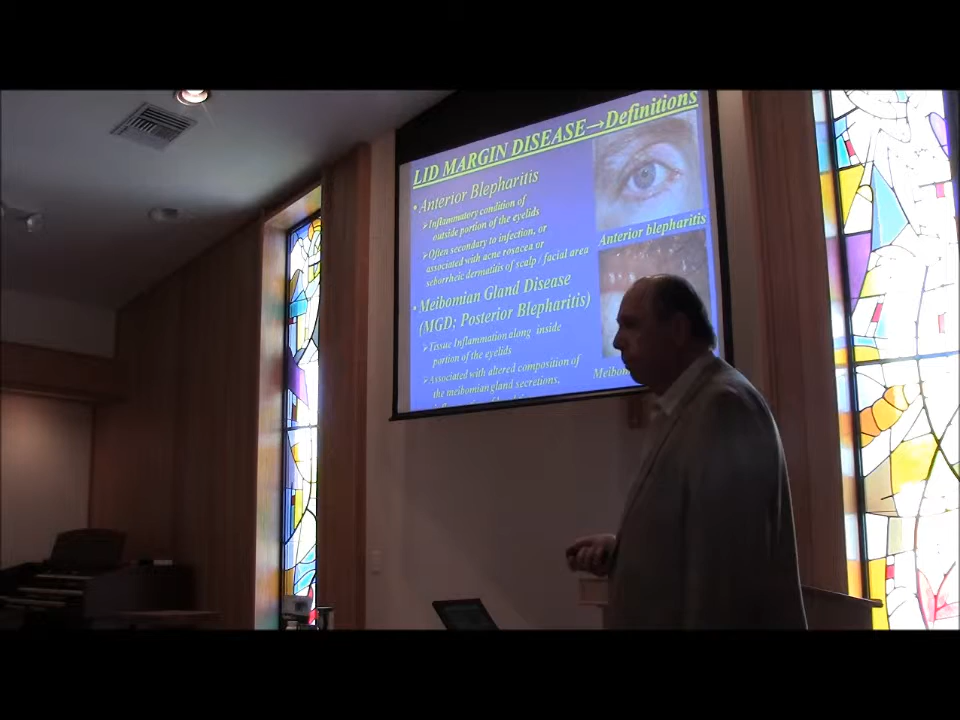 LID MARGIN DISEASE→Definitions
• Anterior Blepharitis
➢Inflammatory condition of
outside portion of the eyelids
➢Often secondary to infection, or
associated with acne rosacea or
seborrheic dermatitis of scalp / facial area
• Meibomian Gland Disease
(MGD; Posterior Blepharitis)
➢Tissue Inflammation along inside
portion of the eyelids
➢Associated with altered composition of
the meibomian gland secretions,
Anterior blepharitis